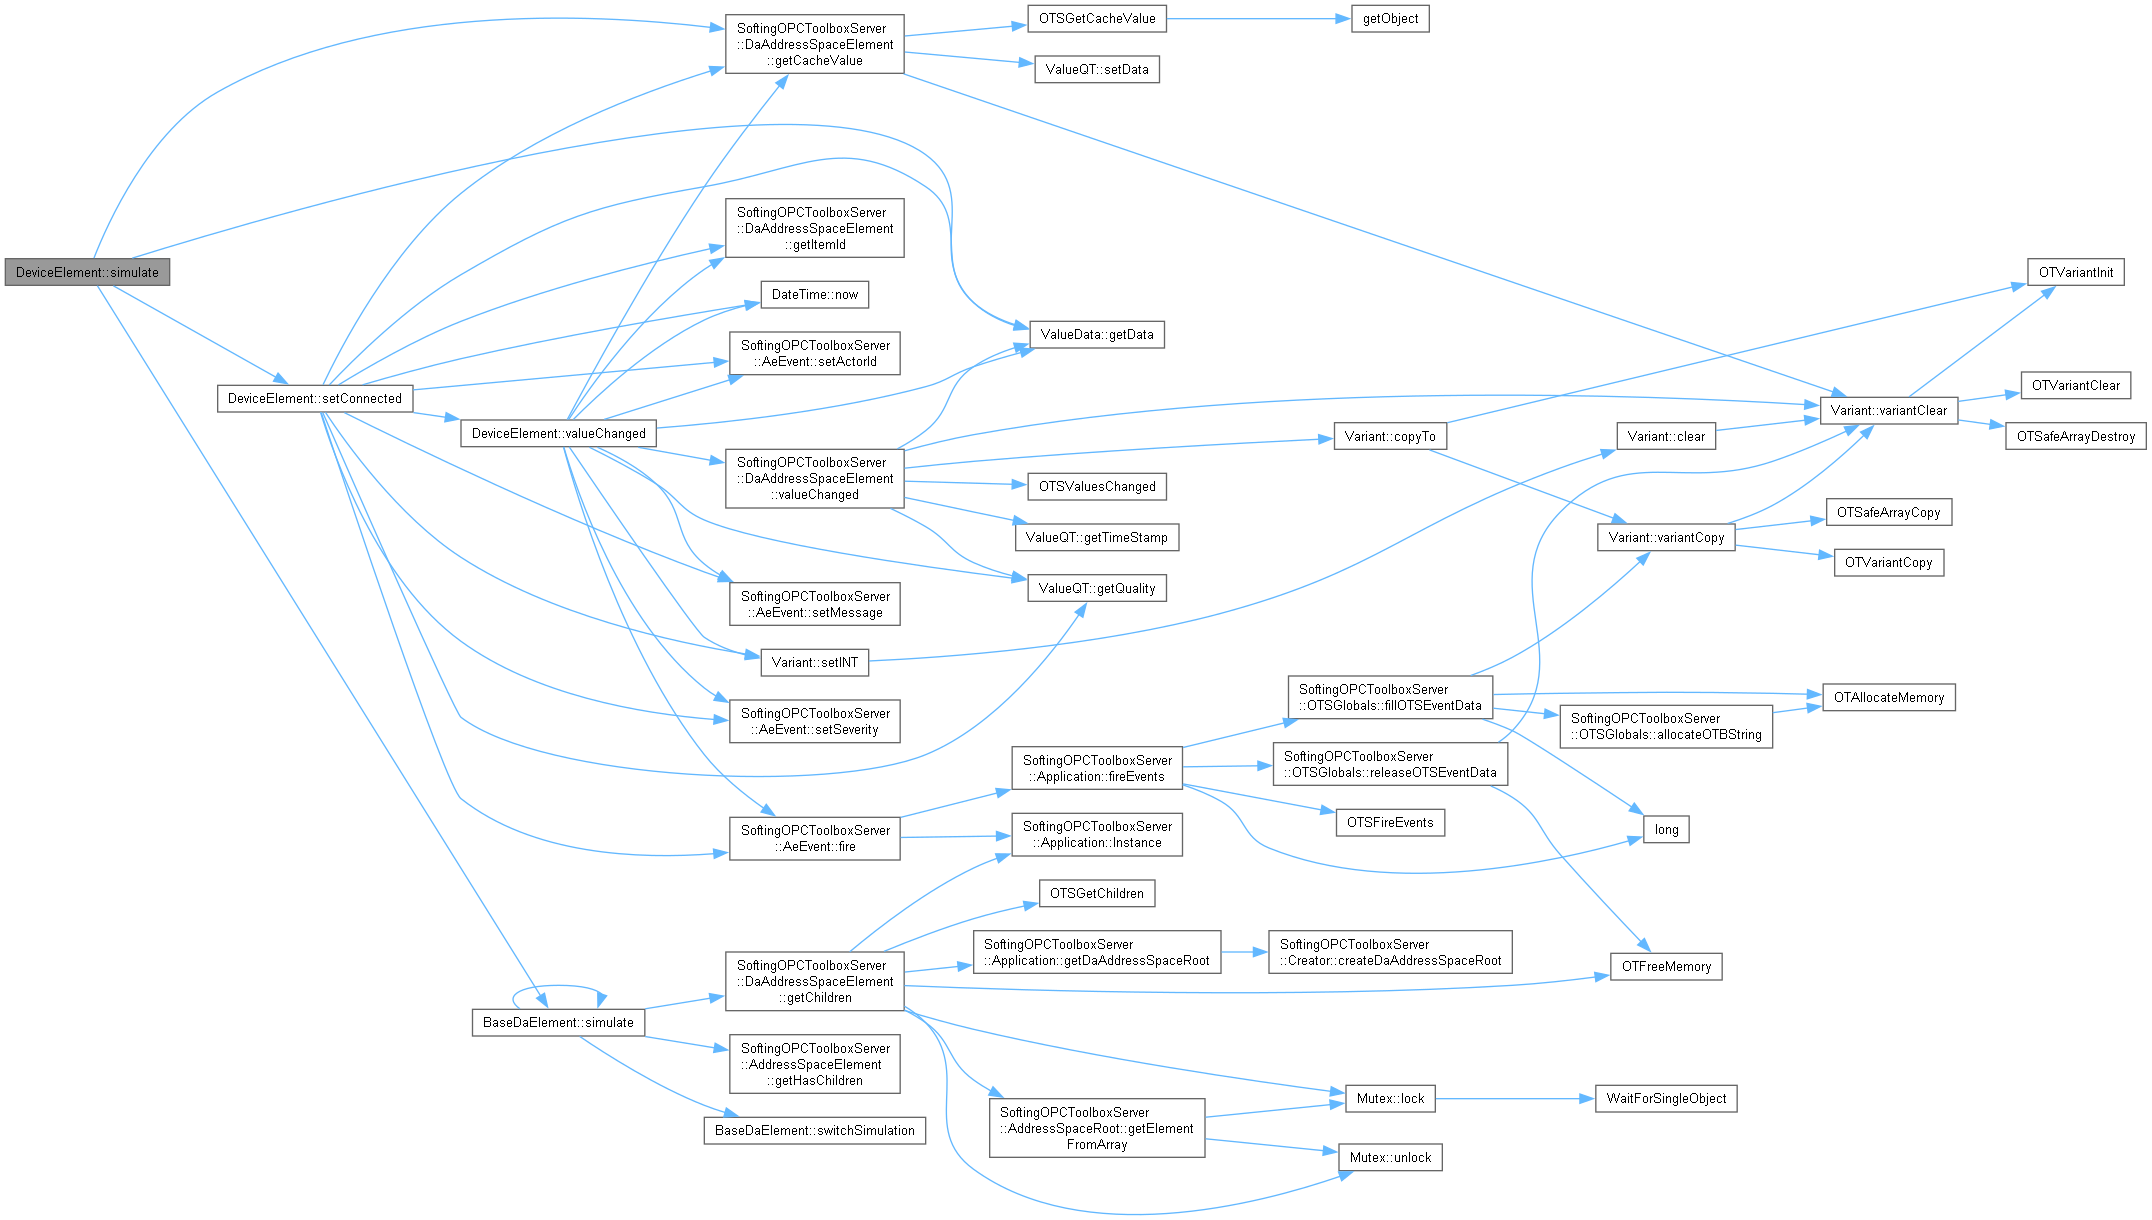 DeviceElement::simulate
DeviceElement::setConnected
DeviceElement::valueChanged
BaseDaElement::simulate
SoftingOPCToolboxServer
::DaAddressSpaceElement
::getCacheValue
SoftingOPCToolboxServer
::DaAddressSpaceElement
::getItemId
DateTime::now
SoftingOPCToolboxServer
::AeEvent::setActorId
SoftingOPCToolboxServer
::DaAddressSpaceElement
::valueChanged
SoftingOPCToolboxServer
::AeEvent::setMessage
Variant::setINT
SoftingOPCToolboxServer
::AeEvent::setSeverity
SoftingOPCToolboxServer
::AeEvent::fire
SoftingOPCToolboxServer
::DaAddressSpaceElement
::getChildren
SoftingOPCToolboxServer
::AddressSpaceElement
::getHasChildren
BaseDaElement::switchSimulation
OTSGetCacheValue
ValueQT::setData
ValueData::getData
OTSValuesChanged
ValueQT::getTimeStamp
ValueQT::getQuality
SoftingOPCToolboxServer
::Application::fireEvents
SoftingOPCToolboxServer
::Application::Instance
OTSGetChildren
SoftingOPCToolboxServer
::Application::getDaAddressSpaceRoot
SoftingOPCToolboxServer
::AddressSpaceRoot::getElement
FromArray
getObject
Variant::copyTo
SoftingOPCToolboxServer
::OTSGlobals::fillOTSEventData
SoftingOPCToolboxServer
::OTSGlobals::releaseOTSEventData
OTSFireEvents
SoftingOPCToolboxServer
::Creator::createDaAddressSpaceRoot
Mutex::lock
Mutex::unlock
Variant::clear
Variant::variantCopy
SoftingOPCToolboxServer
::OTSGlobals::allocateOTBString
long
OTFreeMemory
WaitForSingleObject
Variant::variantClear
OTSafeArrayCopy
OTVariantCopy
OTAllocateMemory
OTVariantInit
OTVariantClear
OTSafeArrayDestroy